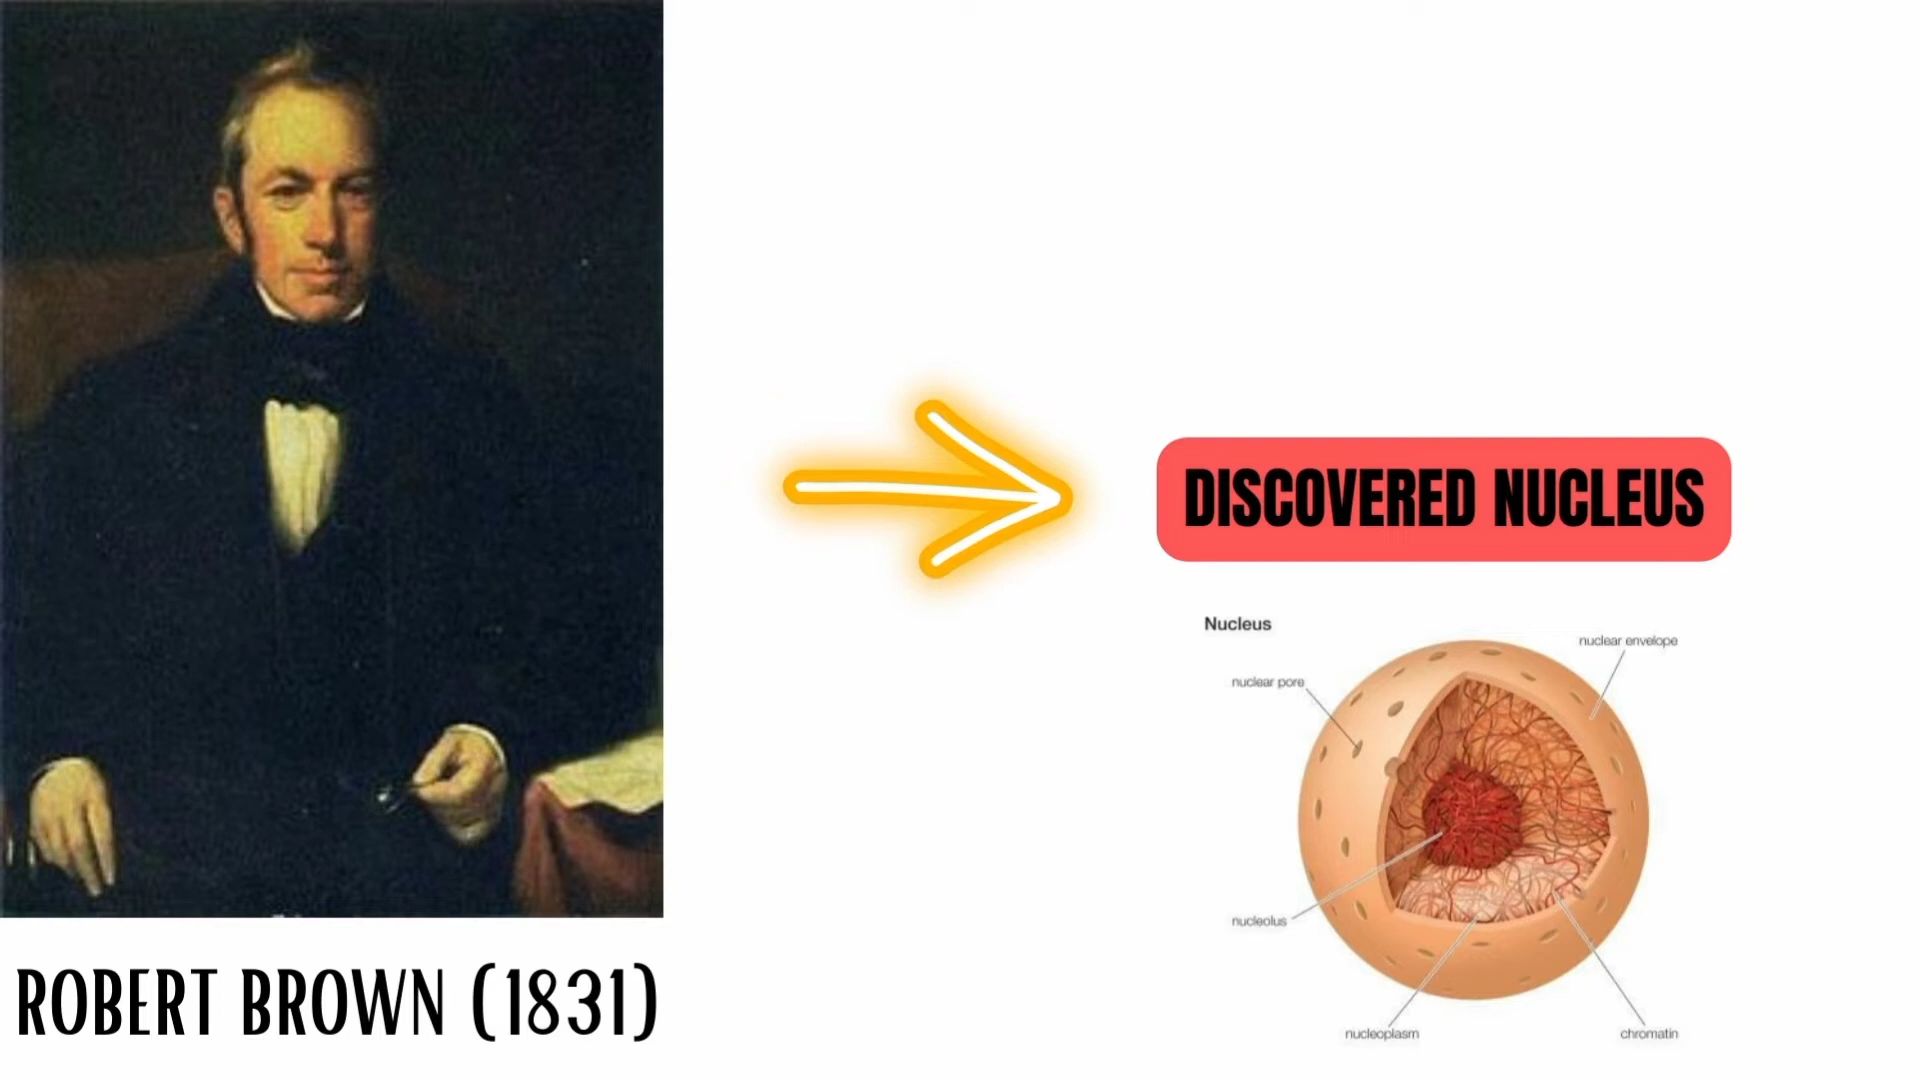 DISCOVERED NUCLEUS
Nucleus
nuclear envelope
nuclear pore
nucleolus
nucleoplasm
chromatin
ROBERT BROWN (1831)